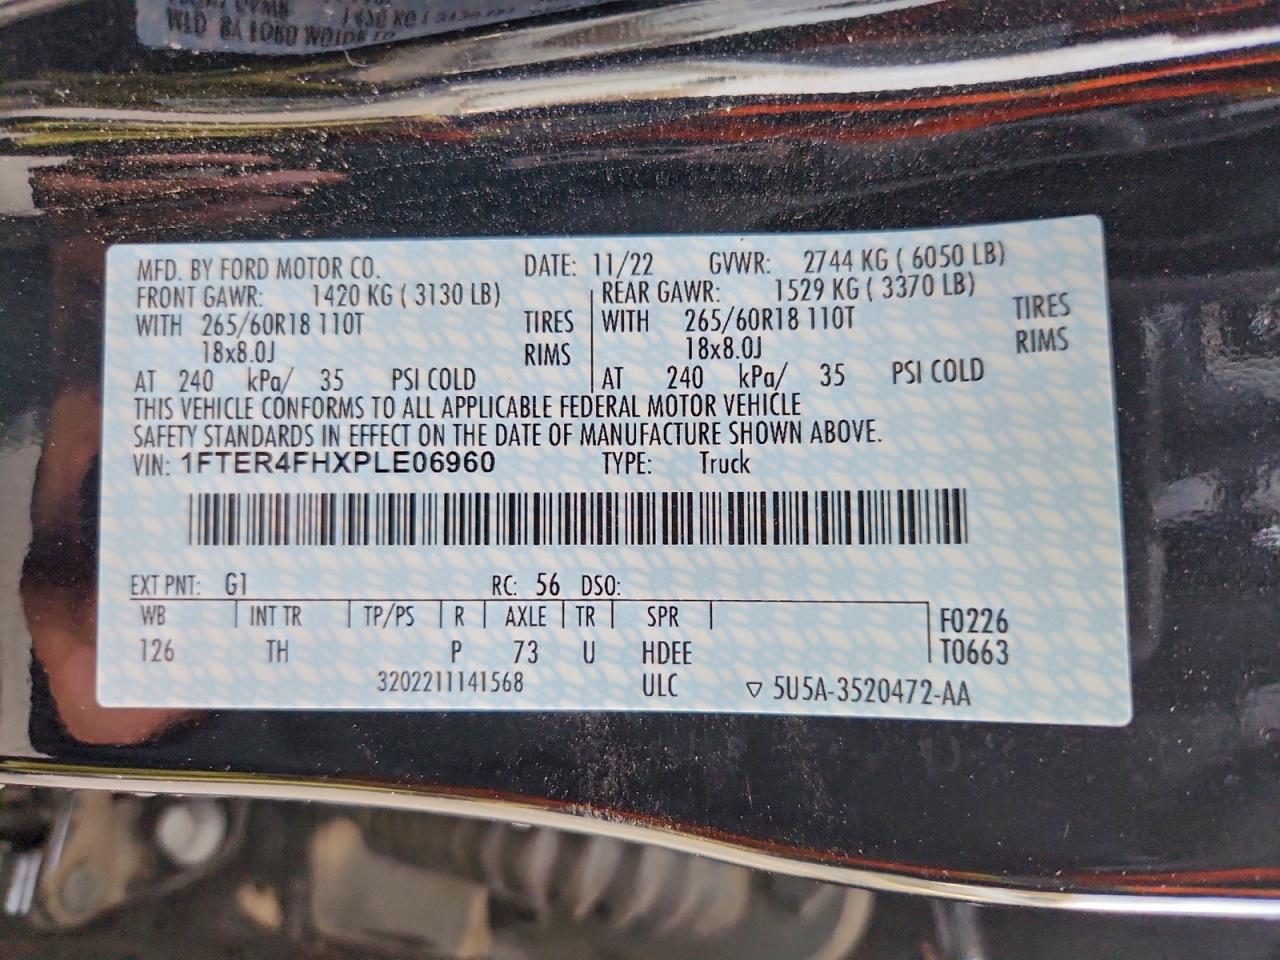 MFD. BY FORD MOTOR CO. DATE: 11/22 GVWR: 2744 KG ( 6050 LB)
FRONT GAWR: 1420 KG ( 3130 LB) REAR GAWR: 1529 KG ( 3370 LB)
WITH 265/60R18 110T TIRES WITH 265/60R18 110T TIRES
18x8.0J RIMS 18x8.0J RIMS
AT 240 kPa/ 35 PSI COLD AT 240 kPa/ 35 PSI COLD
THIS VEHICLE CONFORMS TO ALL APPLICABLE FEDERAL MOTOR VEHICLE
SAFETY STANDARDS IN EFFECT ON THE DATE OF MANUFACTURE SHOWN ABOVE.
VIN: 1FTER4FHXPLE06960 TYPE: Truck
EXT PNT: G1 RC: 56 DSO:
WB INT TR TP/PS R AXLE TR SPR F0226
126 TH P 73 U HDEE T0663
3202211141568 ULC ▽ 5U5A-3520472-AA